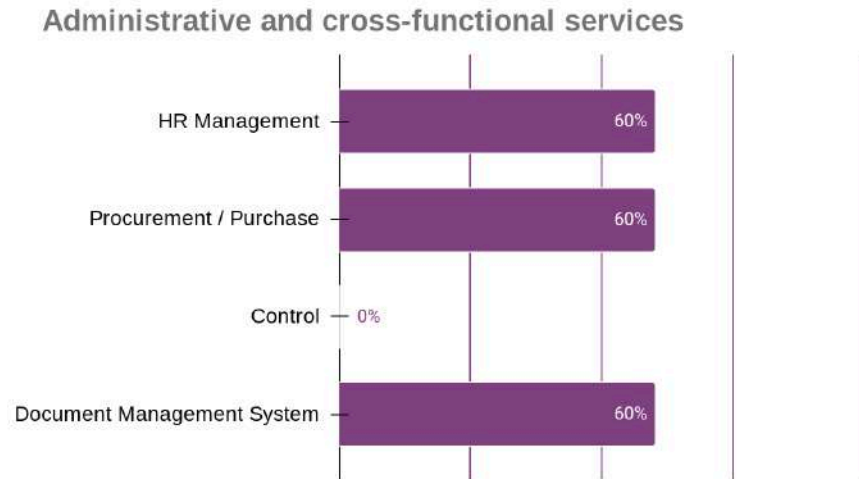 Administrative and cross-functional services
HR Management 60%
Procurement / Purchase 60%
Control 0%
Document Management System 60%